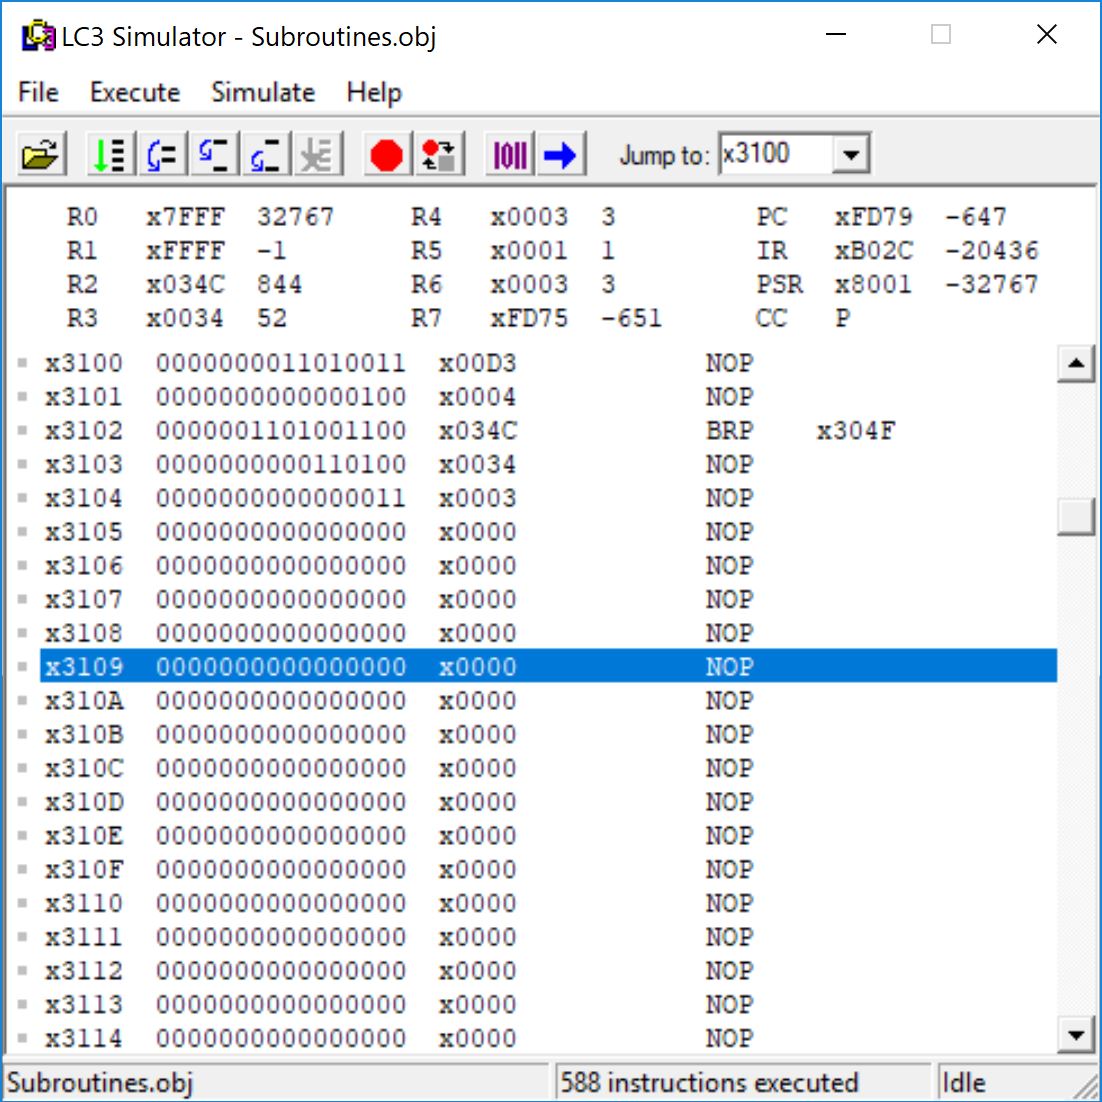 LC3 Simulator - Subroutines.obj
File Execute Simulate Help
Jump to: x3100
R0 x7FFF 32767 R4 x0003 3 PC xFD79 -647
R1 xFFFF -1 R5 x0001 1 IR xB02C -20436
R2 x034C 844 R6 x0003 3 PSR x8001 -32767
R3 x0034 52 R7 xFD75 -651 CC P
x3100 0000000011010011 x00D3 NOP
x3101 0000000000000100 x0004 NOP
x3102 0000001101001100 x034C BRP x304F
x3103 0000000000110100 x0034 NOP
x3104 0000000000000011 x0003 NOP
x3105 0000000000000000 x0000 NOP
x3106 0000000000000000 x0000 NOP
x3107 0000000000000000 x0000 NOP
x3108 0000000000000000 x0000 NOP
x3109 0000000000000000 x0000 NOP
x310A 0000000000000000 x0000 NOP
x310B 0000000000000000 x0000 NOP
x310C 0000000000000000 x0000 NOP
x310D 0000000000000000 x0000 NOP
x310E 0000000000000000 x0000 NOP
x310F 0000000000000000 x0000 NOP
x3110 0000000000000000 x0000 NOP
x3111 0000000000000000 x0000 NOP
x3112 0000000000000000 x0000 NOP
x3113 0000000000000000 x0000 NOP
x3114 0000000000000000 x0000 NOP
Subroutines.obj 588 instructions executed Idle